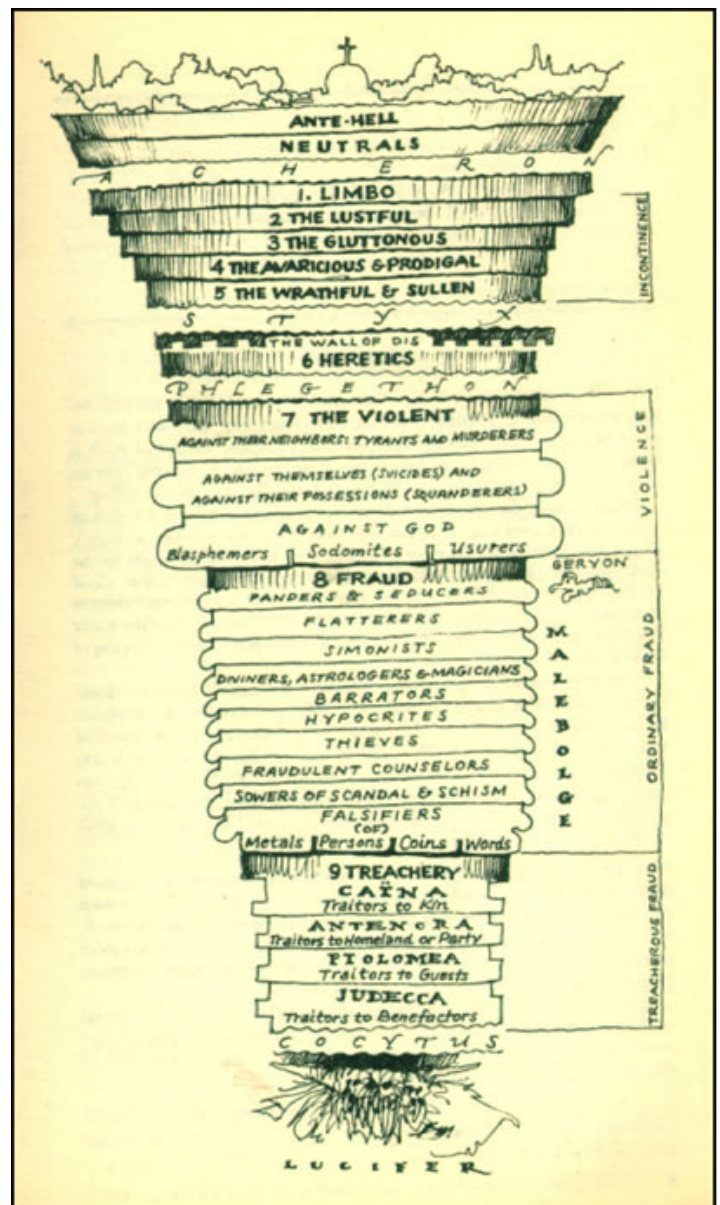 ANTE-HELL
NEUTRALS
ACHERON
1. LIMBO
2 THE LUSTFUL
3 THE GLUTTONOUS
4 THE AVARICIOUS & PRODIGAL
5 THE WRATHFUL & SULLEN
INCONTINENCE
STYX
THE WALL OF DIS
6 HERETICS
PHLEGETHON
7 THE VIOLENT
AGAINST THEIR NEIGHBORS: TYRANTS AND MURDERERS
AGAINST THEMSELVES (SUICIDES) AND
AGAINST THEIR POSSESSIONS (SQUANDERERS)
AGAINST GOD
Blasphemers Sodomites Usurers
VIOLENCE
GERYON
8 FRAUD
PANDERS & SEDUCERS
FLATTERERS
SIMONISTS
DIVINERS, ASTROLOGERS & MAGICIANS
BARRATORS
HYPOCRITES
THIEVES
FRAUDULENT COUNSELORS
SOWERS OF SCANDAL & SCHISM
FALSIFIERS
(OF)
Metals Persons Coins Words
MALEBOLGE
ORDINARY FRAUD
9 TREACHERY
CAÏNA
Traitors to Kin
ANTENORA
Traitors to Homeland or Party
PTOLOMEA
Traitors to Guests
JUDECCA
Traitors to Benefactors
TREACHEROUS FRAUD
COCYTUS
LUCIFER